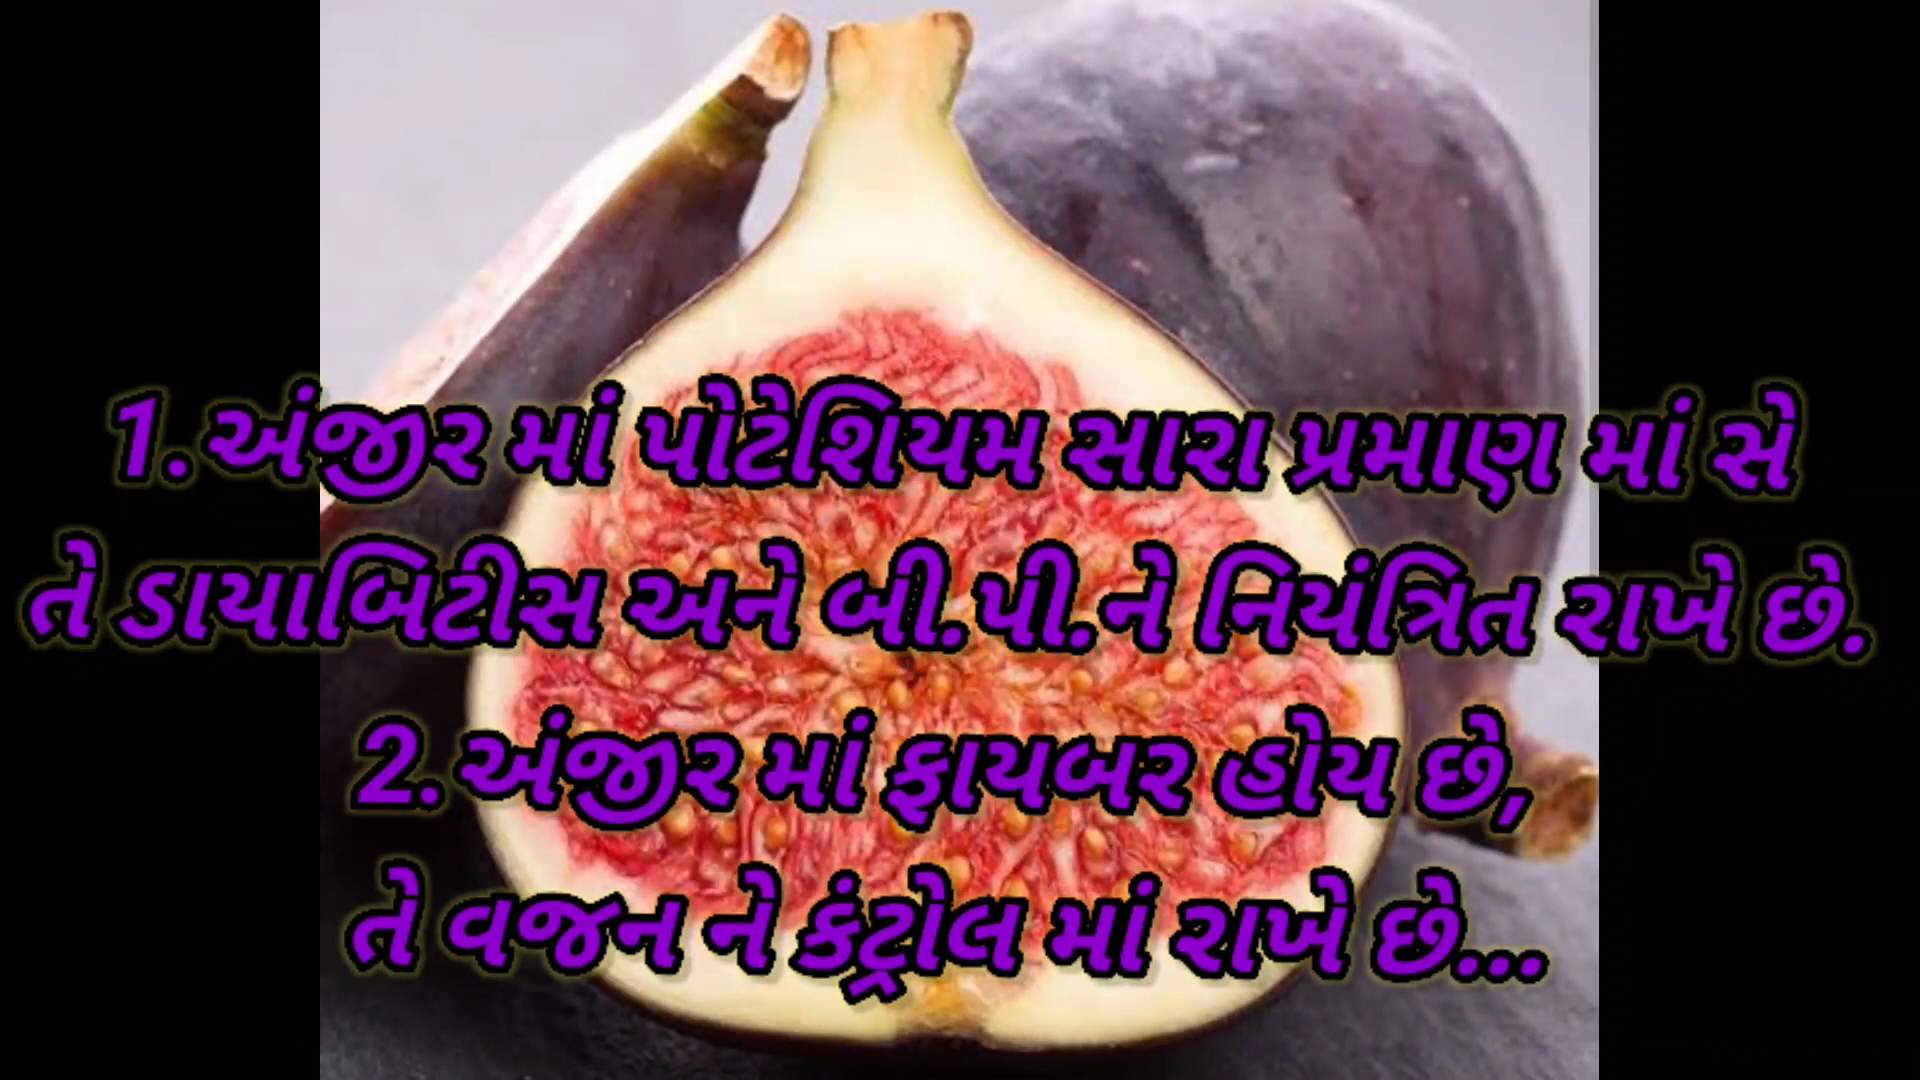 1.અંજીર માં પોટેશિયમ સારા પ્રમાણ માં સે
તે ડાયાબિટીસ અને બી.પી.ને નિયંત્રિત રાખે છે.
2.અંજીર માં ફાયબર હોય છે,
તે વજન ને કંટ્રોલ માં રાખે છે...